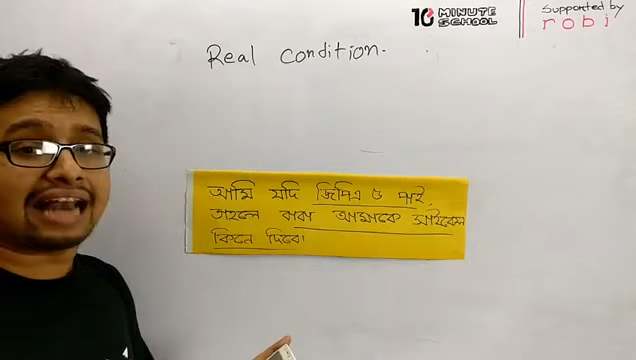 10 MINUTE SCHOOL
Supported by
robi
Real condition.
আমি যদি জিপিএ ৫ পাই,
তাহলে বাবা আমাকে সাইকেল
কিনে দিবে।